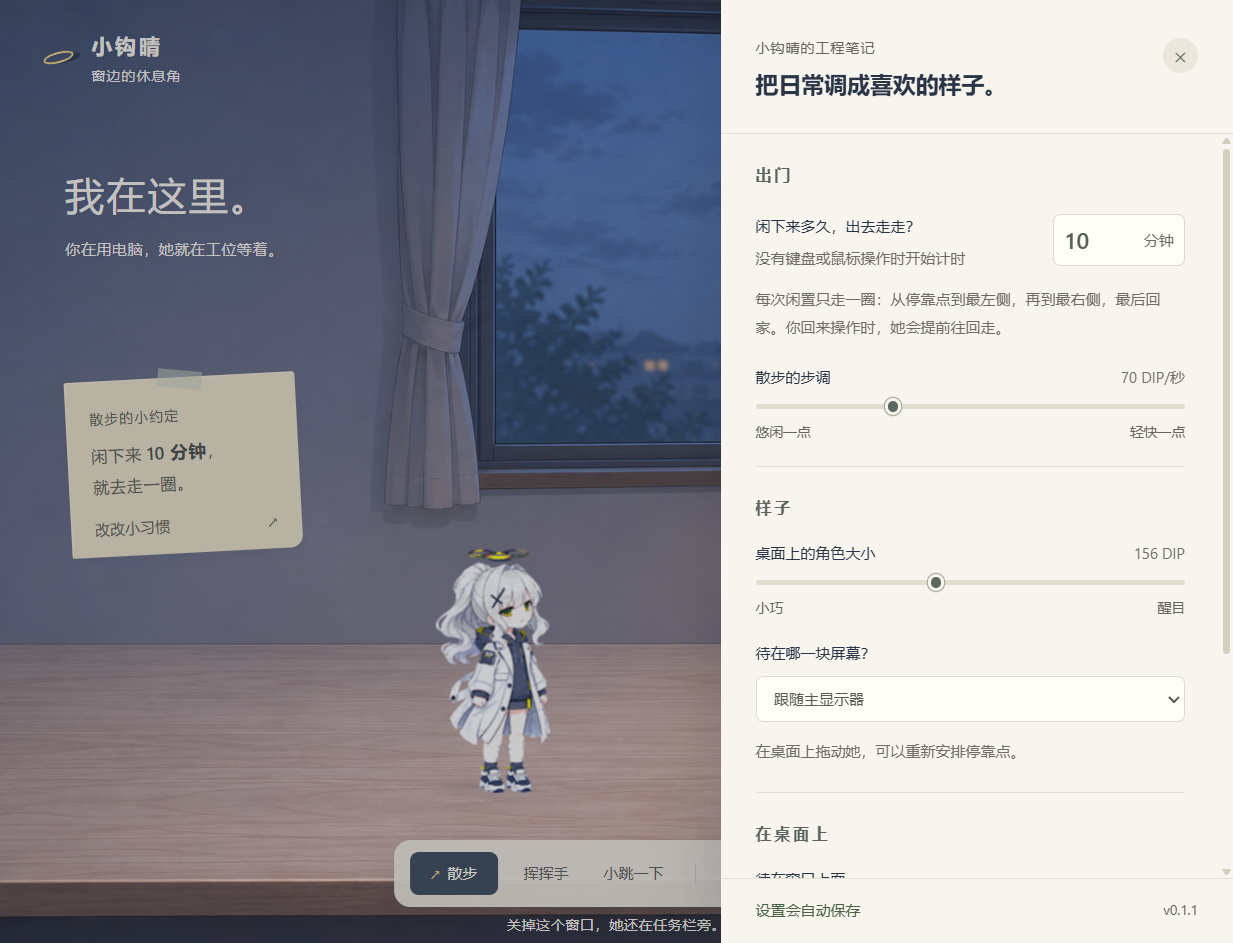 小钩晴
窗边的休息角
我在这里。
你在用电脑，她就在工位等着。
散步的小约定
闲下来 10 分钟，
就去走一圈。
改改小习惯 ↗
↗ 散步 挥挥手 小跳一下
关掉这个窗口，她还在任务栏旁。
小钩晴的工程笔记
把日常调成喜欢的样子。
×
出门
闲下来多久，出去走走？
10 分钟
没有键盘或鼠标操作时开始计时
每次闲置只走一圈：从停靠点到最左侧，再到最右侧，最后回
家。你回来操作时，她会提前往回走。
散步的步调 70 DIP/秒
悠闲一点 轻快一点
样子
桌面上的角色大小 156 DIP
小巧 醒目
待在哪一块屏幕？
跟随主显示器
在桌面上拖动她，可以重新安排停靠点。
在桌面上
待在窗口上面
设置会自动保存 v0.1.1